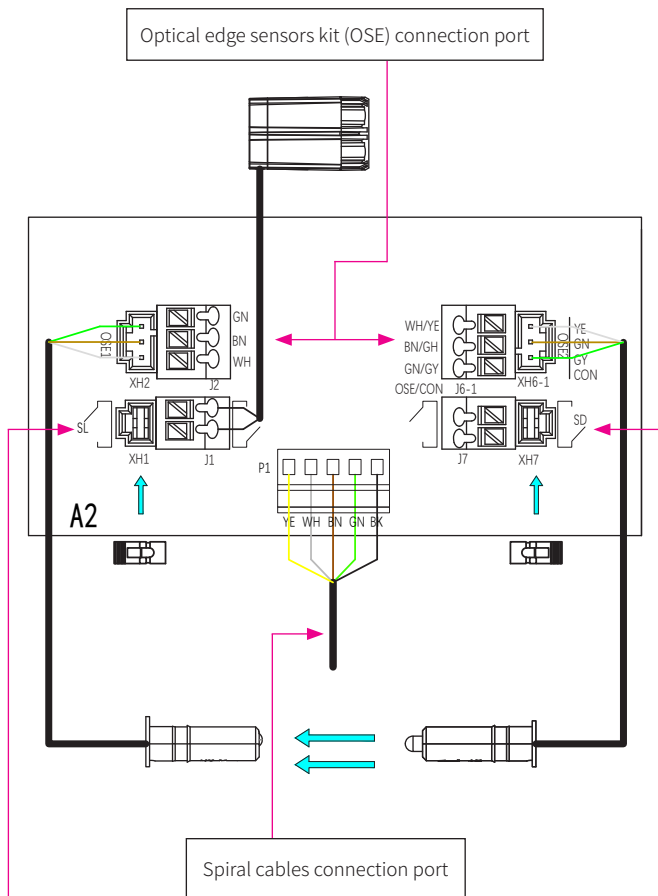 Optical edge sensors kit (OSE) connection port
GN
BN
WH
OSE1
XH2
J2
WH/YE
BN/GH
GN/GY
OSE/CON
J6-1
XH6-1
OSE2
YE
GN
GY
CON
SL
XH1
J1
J7
XH7
SD
P1
A2
YE WH BN GN BK
Spiral cables connection port